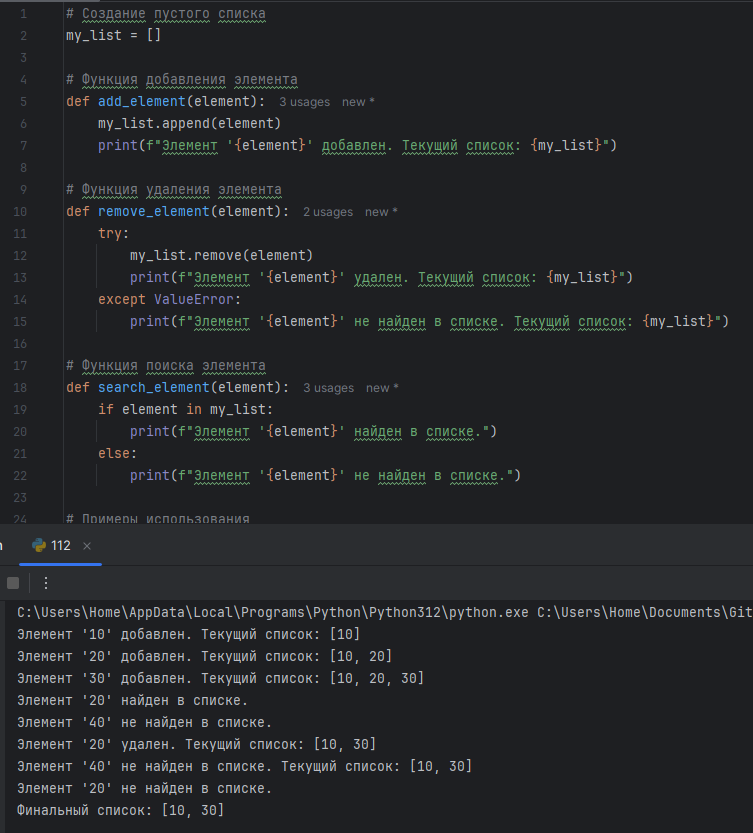 1 # Создание пустого списка
2 my_list = []
3
4 # Функция добавления элемента
5 def add_element(element): 3 usages new *
6 my_list.append(element)
7 print(f"Элемент '{element}' добавлен. Текущий список: {my_list}")
8
9 # Функция удаления элемента
10 def remove_element(element): 2 usages new *
11 try:
12 my_list.remove(element)
13 print(f"Элемент '{element}' удален. Текущий список: {my_list}")
14 except ValueError:
15 print(f"Элемент '{element}' не найден в списке. Текущий список: {my_list}")
16
17 # Функция поиска элемента
18 def search_element(element): 3 usages new *
19 if element in my_list:
20 print(f"Элемент '{element}' найден в списке.")
21 else:
22 print(f"Элемент '{element}' не найден в списке.")
23
24 # Примеры использования
112 ×
C:\Users\Home\AppData\Local\Programs\Python\Python312\python.exe C:\Users\Home\Documents\Git
Элемент '10' добавлен. Текущий список: [10]
Элемент '20' добавлен. Текущий список: [10, 20]
Элемент '30' добавлен. Текущий список: [10, 20, 30]
Элемент '20' найден в списке.
Элемент '40' не найден в списке.
Элемент '20' удален. Текущий список: [10, 30]
Элемент '40' не найден в списке. Текущий список: [10, 30]
Элемент '20' не найден в списке.
Финальный список: [10, 30]